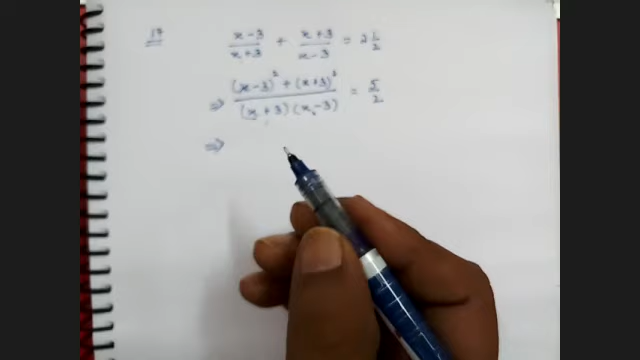 17
(x-3)/(x+3) + (x+3)/(x-3) = 2 1/2
⇒ ((x-3)² + (x+3)²)/((x+3)(x-3)) = 5/2
⇒